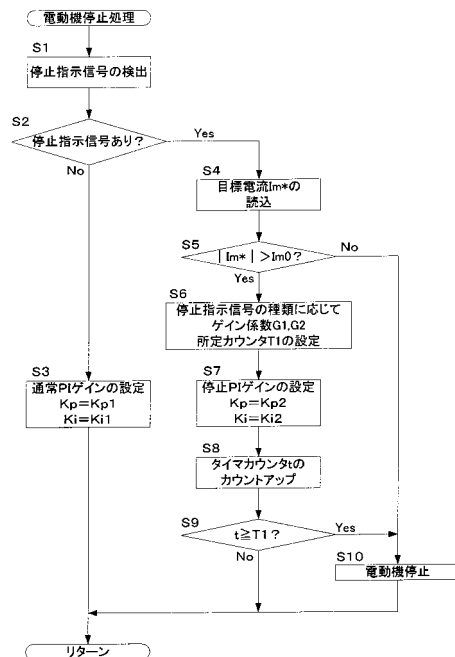 電動機停止処理
S1
停止指示信号の検出
S2
停止指示信号あり?
Yes
No
S4
目標電流Im*の
読込
S5
|Im*|>Im0?
No
Yes
S6
停止指示信号の種類に応じて
ゲイン係数G1,G2
所定カウンタT1の設定
S3
通常PIゲインの設定
Kp=Kp1
Ki=Ki1
S7
停止PIゲインの設定
Kp=Kp2
Ki=Ki2
S8
タイマカウンタtの
カウントアップ
S9
t≧T1?
Yes
No
S10
電動機停止
リターン